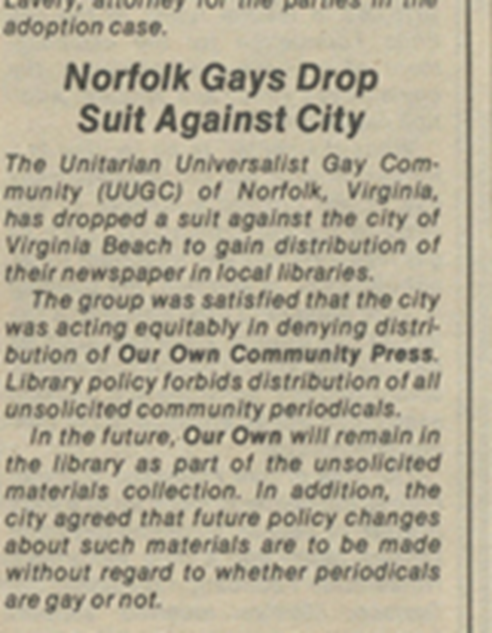 Lavery, attorney for the parties in the
adoption case.
Norfolk Gays Drop
Suit Against City
The Unitarian Universalist Gay Com-
munity (UUGC) of Norfolk, Virginia,
has dropped a suit against the city of
Virginia Beach to gain distribution of
their newspaper in local libraries.
The group was satisfied that the city
was acting equitably in denying distri-
bution of Our Own Community Press.
Library policy forbids distribution of all
unsolicited community periodicals.
In the future, Our Own will remain in
the library as part of the unsolicited
materials collection. In addition, the
city agreed that future policy changes
about such materials are to be made
without regard to whether periodicals
are gay or not.